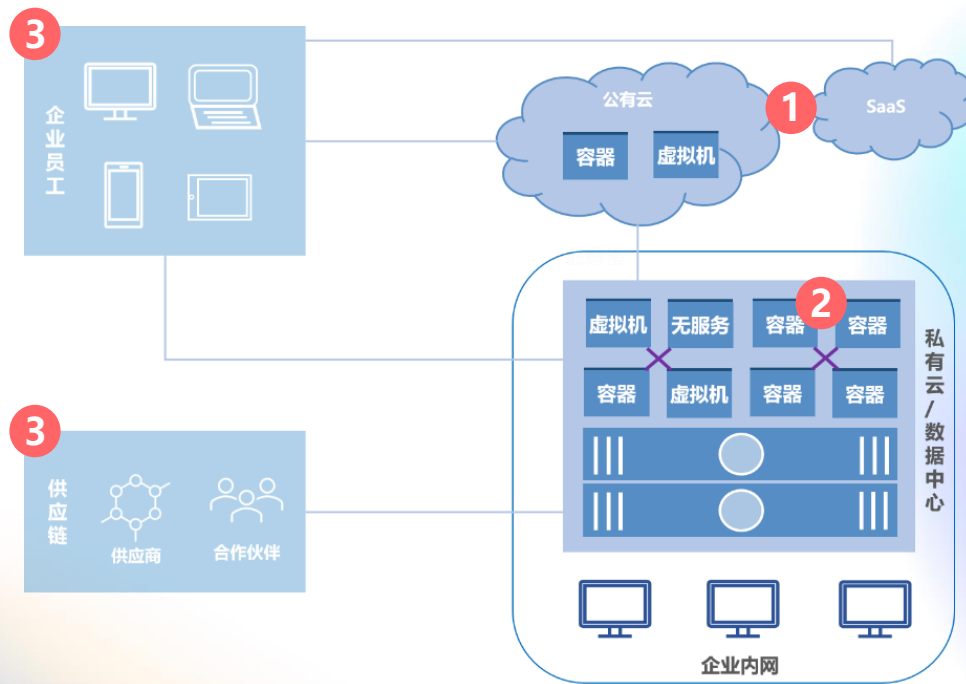 3
企业员工
公有云
容器
虚拟机
1
SaaS
虚拟机
无服务
容器
2
容器
容器
虚拟机
容器
容器
私有云/数据中心
3
供应链
供应商
合作伙伴
企业内网